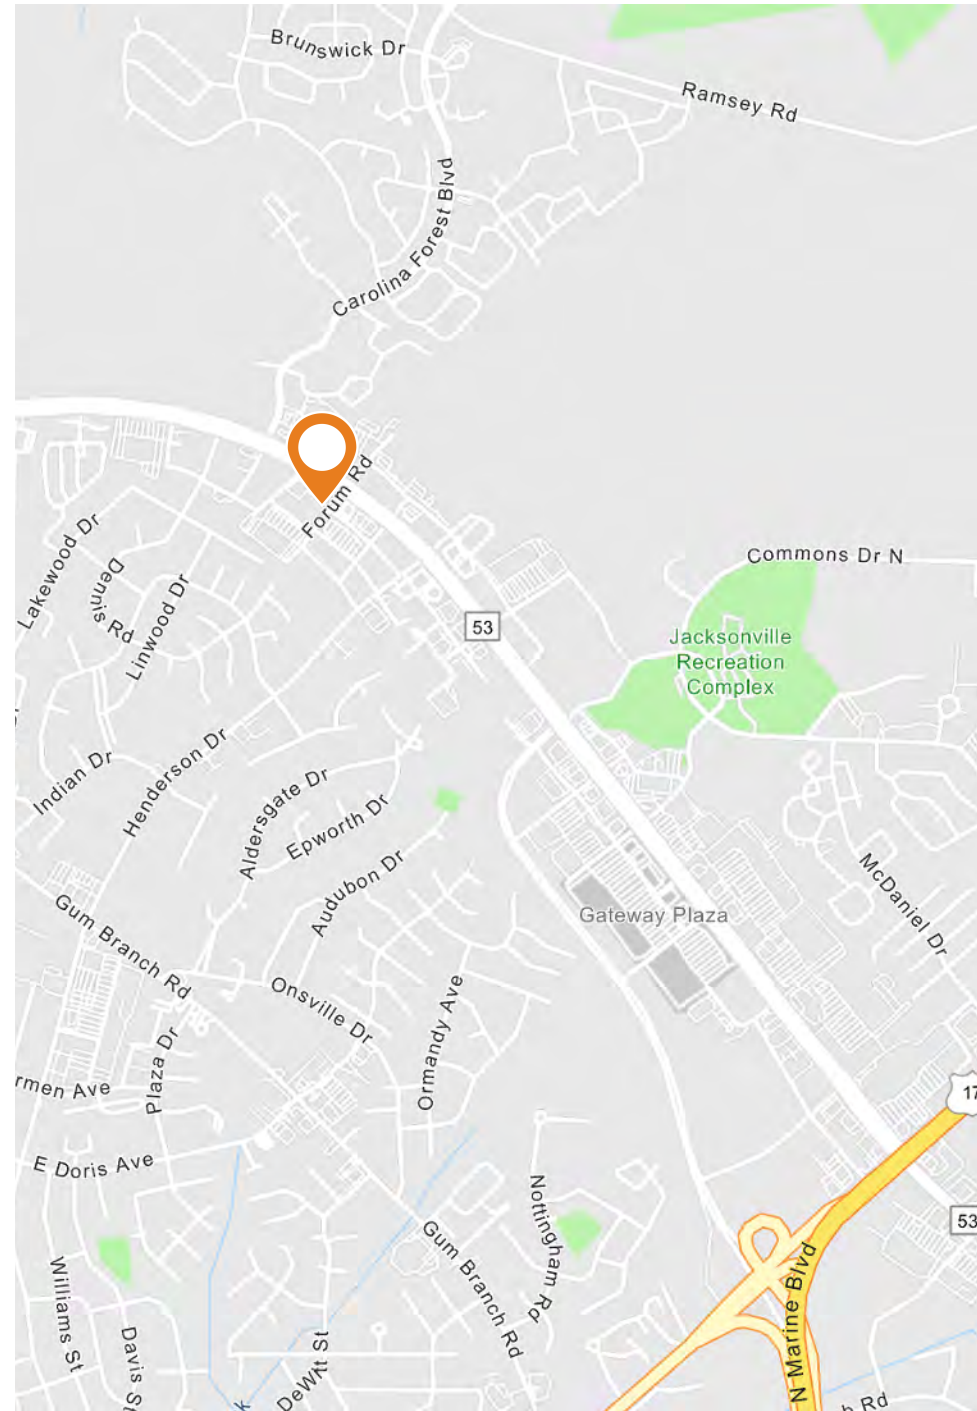 Brunswick Dr
Ramsey Rd
Carolina Forest Blvd
Forum Rd
Lakewood Dr
Dennis Rd
Linwood Dr
Commons Dr N
53
Jacksonville
Recreation
Complex
Indian Dr
Henderson Dr
Aldersgate Dr
Epworth Dr
Audubon Dr
McDaniel Dr
Gateway Plaza
Gum Branch Rd
Onsville Dr
Ormandy Ave
Plaza Dr
rmen Ave
17
E Doris Ave
Nottingham Rd
53
Gum Branch Rd
Williams St
Davis St
DeWitt St
N Marine Blvd
k
h Rd